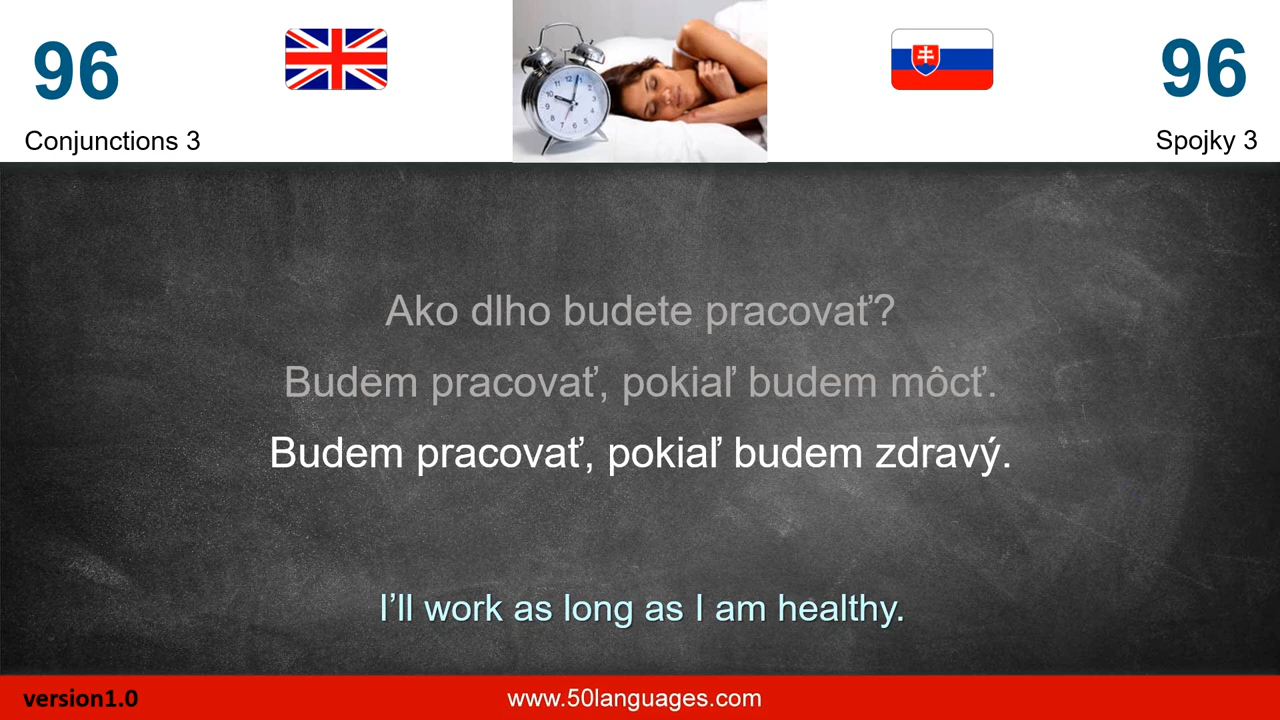 96
96
Conjunctions 3
Spojky 3
Ako dlho budete pracovať?
Budem pracovať, pokiaľ budem môcť.
Budem pracovať, pokiaľ budem zdravý.
I’ll work as long as I am healthy.
version1.0
www.50languages.com